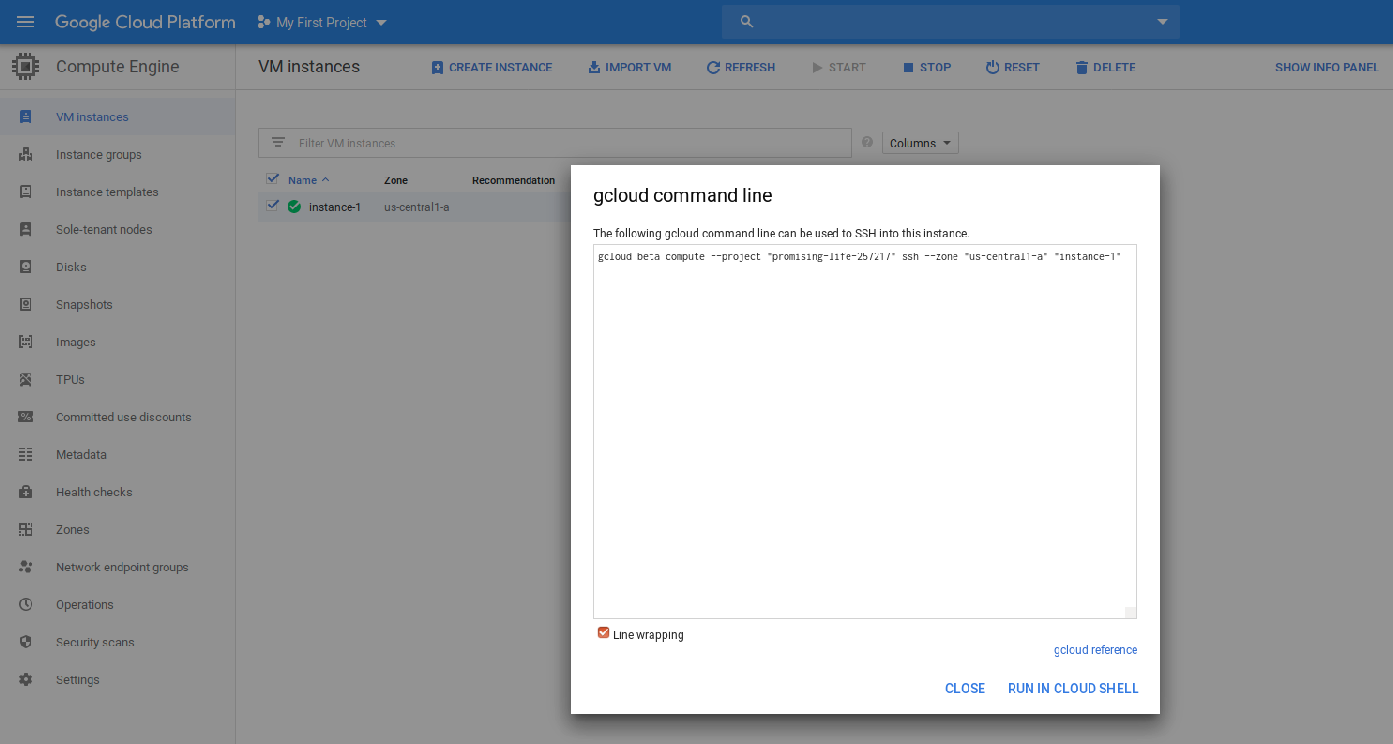 Google Cloud Platform My First Project
Compute Engine VM instances CREATE INSTANCE IMPORT VM REFRESH START STOP RESET DELETE SHOW INFO PANEL
VM instances
Instance groups
Instance templates
Sole-tenant nodes
Disks
Snapshots
Images
TPUs
Committed use discounts
Metadata
Health checks
Zones
Network endpoint groups
Operations
Security scans
Settings
Filter VM instances Columns
Name Zone Recommendation
instance-1 us-central1-a
gcloud command line
The following gcloud command line can be used to SSH into this instance.
gcloud beta compute --project "promising-life-257217" ssh --zone "us-central1-a" "instance-1"
Line wrapping
gcloud reference
CLOSE RUN IN CLOUD SHELL